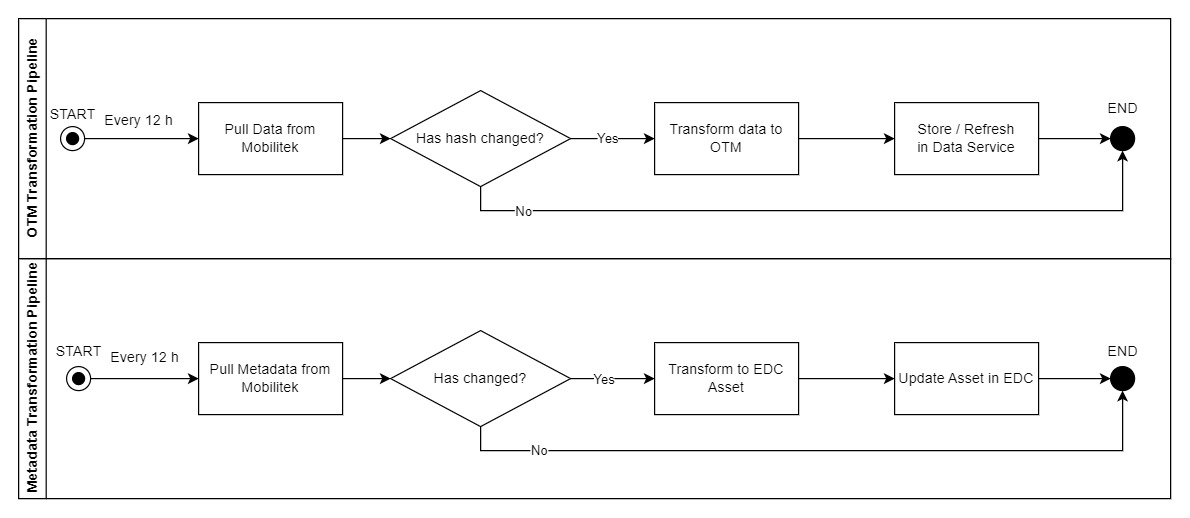 OTM Transformation Pipeline
START
Every 12 h
Pull Data from
Mobilitek
Has hash changed?
Yes
No
Transform data to
OTM
Store / Refresh
in Data Service
END
Metadata Transformation Pipeline
START
Every 12 h
Pull Metadata from
Mobilitek
Has changed?
Yes
No
Transform to EDC
Asset
Update Asset in EDC
END